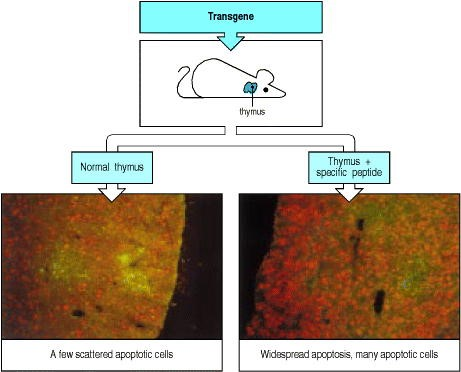 Transgene
thymus
Normal thymus
Thymus +
specific peptide
A few scattered apoptotic cells
Widespread apoptosis, many apoptotic cells